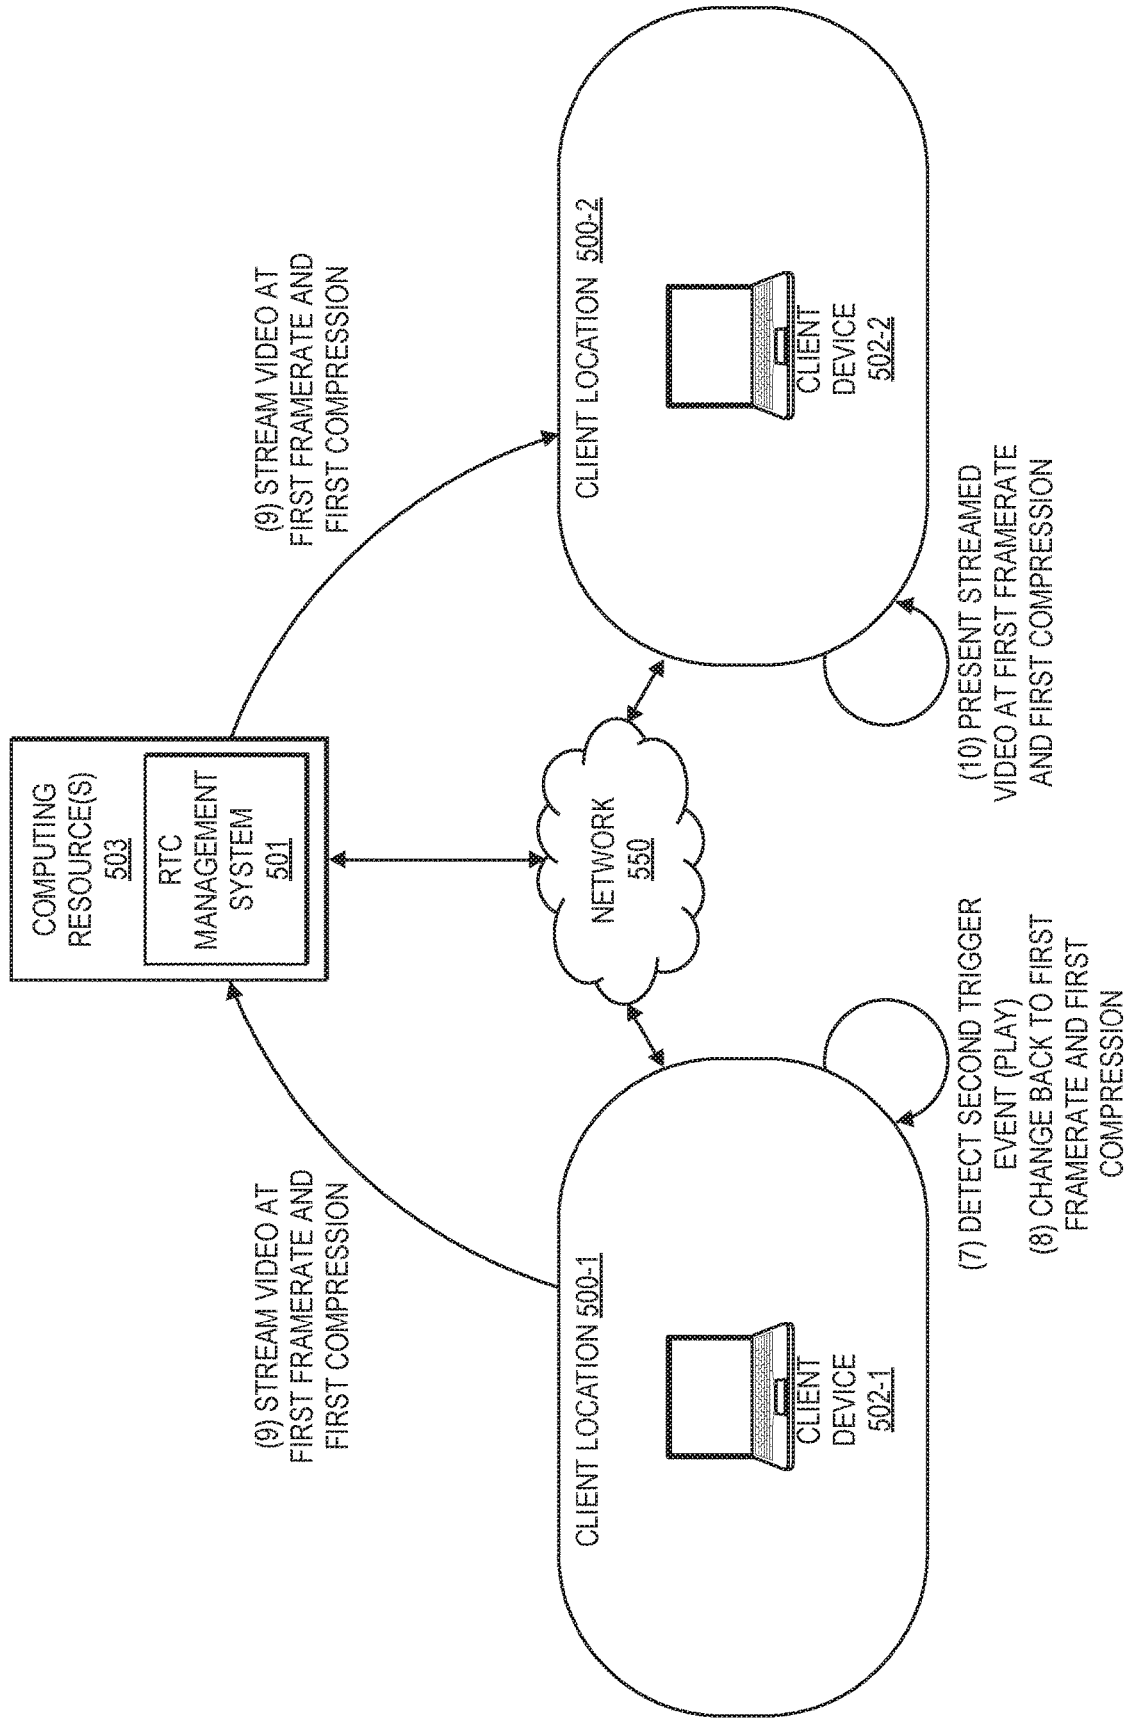 COMPUTING
RESOURCE(S)
503
RTC
MANAGEMENT
SYSTEM
501
(9) STREAM VIDEO AT
FIRST FRAMERATE AND
FIRST COMPRESSION
(9) STREAM VIDEO AT
FIRST FRAMERATE AND
FIRST COMPRESSION
CLIENT LOCATION 500-1
CLIENT
DEVICE
502-1
NETWORK
550
CLIENT LOCATION 500-2
CLIENT
DEVICE
502-2
(7) DETECT SECOND TRIGGER
EVENT (PLAY)
(8) CHANGE BACK TO FIRST
FRAMERATE AND FIRST
COMPRESSION
(10) PRESENT STREAMED
VIDEO AT FIRST FRAMERATE
AND FIRST COMPRESSION